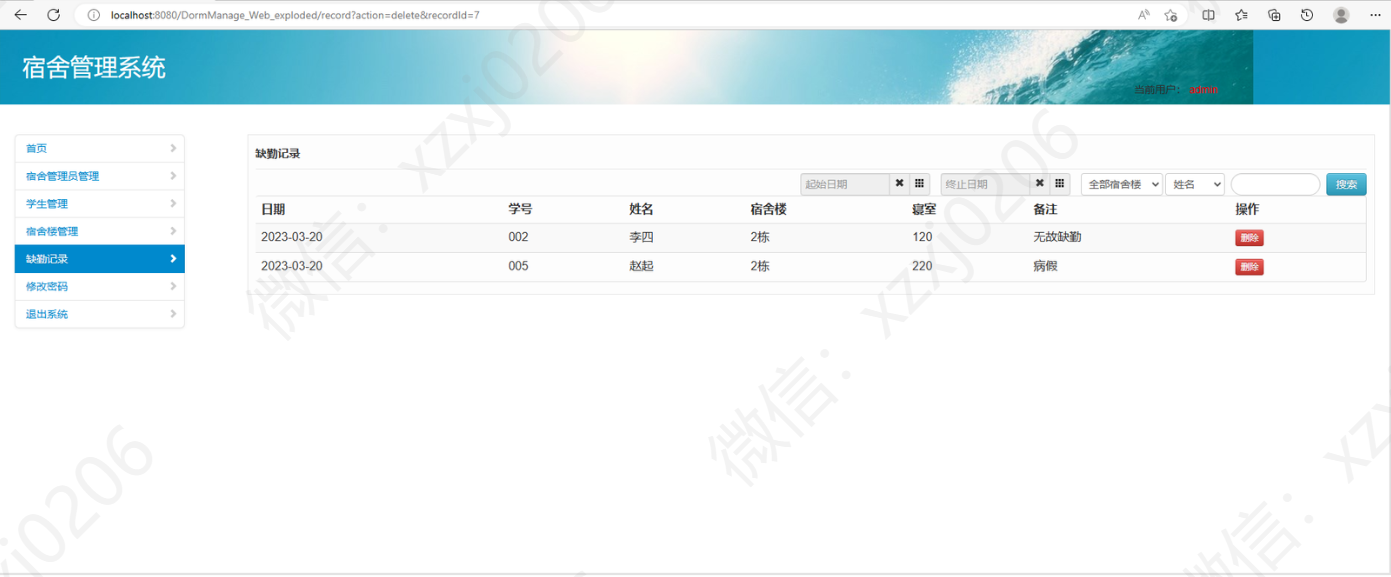 localhost:8080/DormManage_Web_exploded/record?action=delete&recordId=7
宿舍管理系统
当前用户： admin
首页
宿舍管理员管理
学生管理
宿舍楼管理
缺勤记录
修改密码
退出系统
缺勤记录
起始日期 终止日期 全部宿舍楼 姓名 搜索
日期 学号 姓名 宿舍楼 寝室 备注 操作
2023-03-20 002 李四 2栋 120 无故缺勤 删除
2023-03-20 005 赵起 2栋 220 病假 删除
微信：xzxj0206
微信：xzxj0206